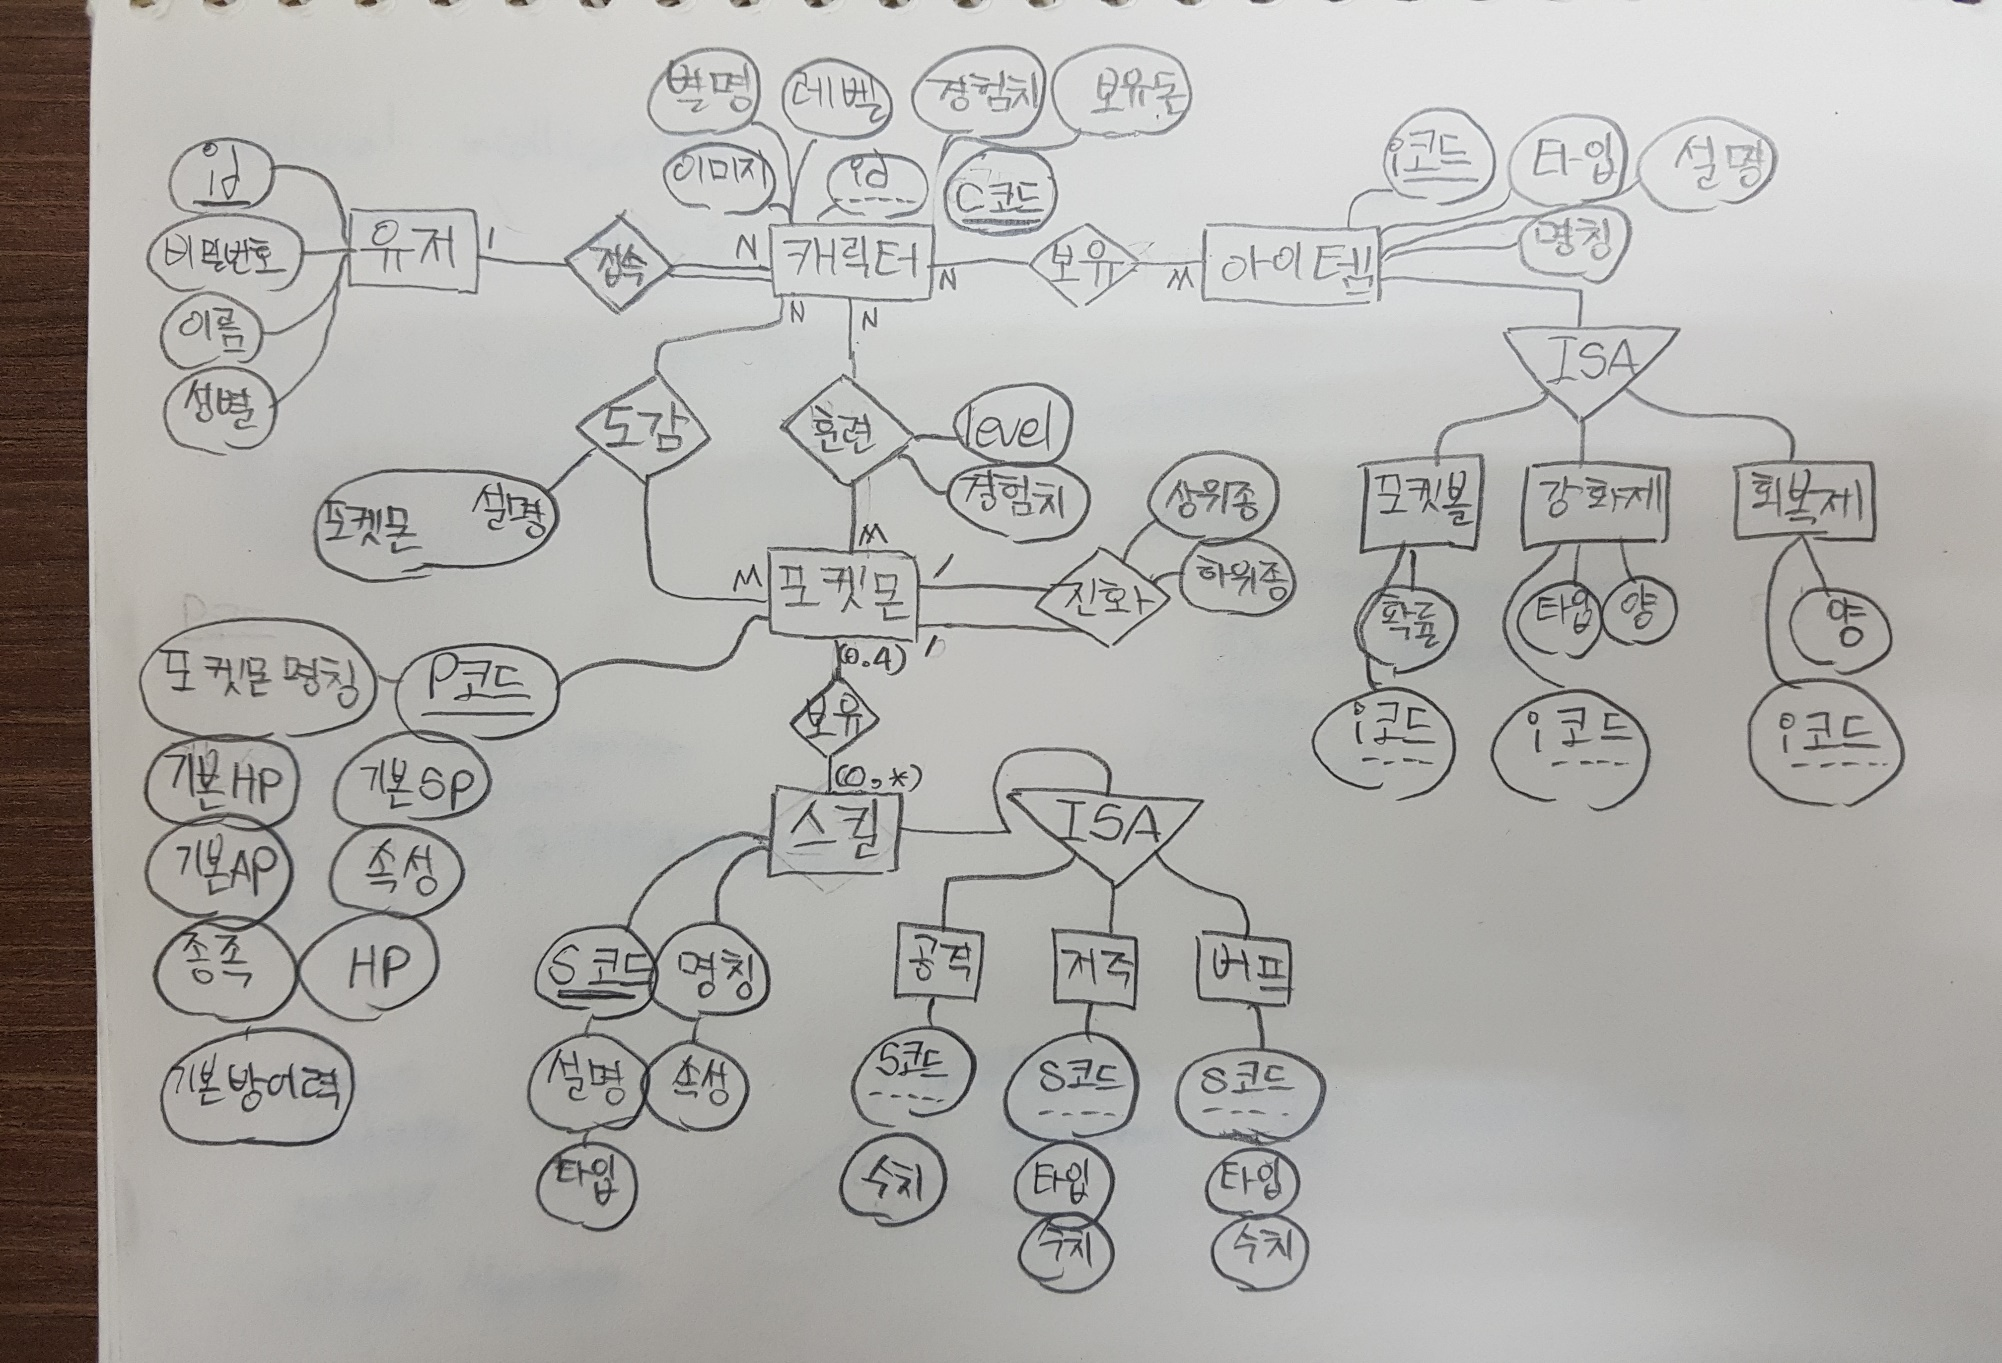 별명 레벨 경험치 보유돈
이미지 id C코드
i코드 타입 설명
명칭
id
비밀번호
이름
성별
유저 1 접속 N 캐릭터 N 보유 M 아이템
N N
ISA
도감 훈련 level
경험치
포켓몬 설명
상위종
하위종
포켓볼 강화제 회복제
확률 타입 양 양
i코드 i코드 i코드
M M 포켓몬 1 진화
1
(0.4)
보유
(0,*)
포켓몬 명칭 P코드
기본HP 기본SP
기본AP 속성
종족 HP
기본방어력
스킬 ISA
S코드 명칭
설명 속성
타입
공격 저주 버프
S코드 S코드 S코드
수치 타입 타입
수치 수치